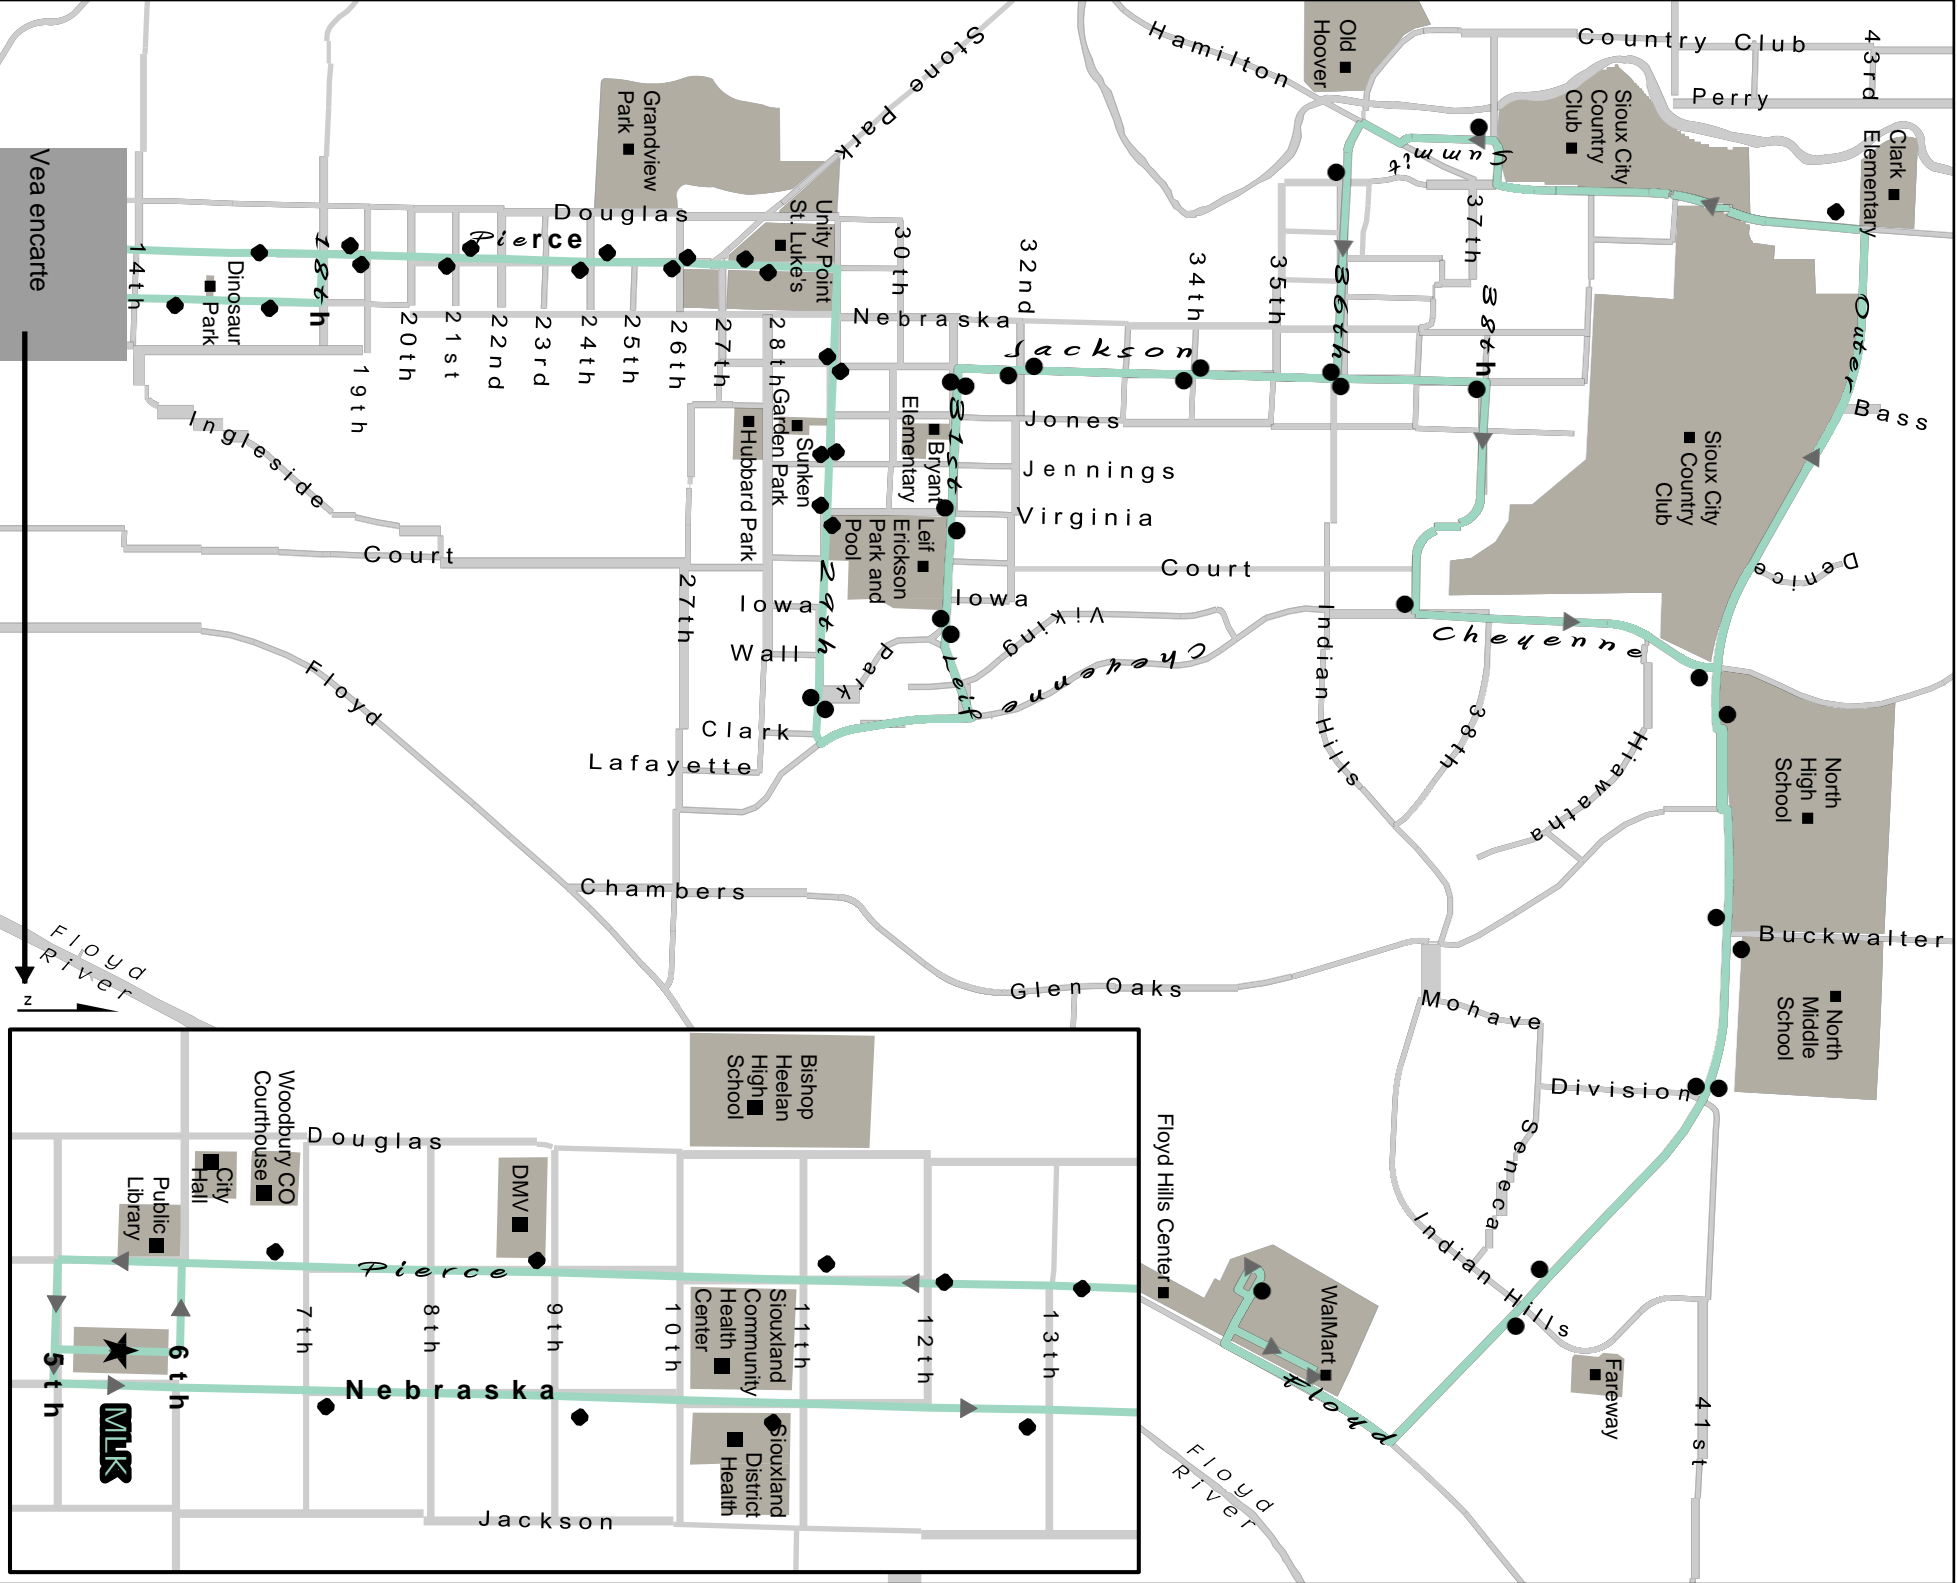 Hamilton
Old
Hoover
Country Club
43rd
Perry
Stone Park
Sioux City
Country
Club
Clark
Elementary
Grandview
Park
Summit
Vea encarte
Douglas
Pierce
Unity Point
St. Luke's
37th
30th
32nd
34th
35th
36th
38th
Outer
14th
18th
Dinosaur
Park
Nebraska
Jackson
19th
20th
21st
22nd
23rd
24th
25th
26th
27th
28th
Bass
Ingleside
Garden Park
Sunken
Hubbard Park
Bryant
Elementary
31st
Jones
Jennings
Virginia
Sioux City
Country
Club
Court
Leif
Erickson
Park and
Pool
Court
Denice
27th
Iowa
29th
Iowa
Viking
Wall
Park
Leif
Cheyenne
Cheyenne
Indian Hills
38th
Hiawatha
Floyd
Clark
Lafayette
North
High
School
Chambers
Buckwalter
Floyd
River
z
Glen Oaks
Mohave
North
Middle
School
Division
Seneca
Indian Hills
Bishop
Heelan
High
School
Woodbury CO
Courthouse
Douglas
City
Hall
Public
Library
DMV
Floyd Hills Center
WalMart
Floyd
Fareway
41st
Pierce
7th
8th
9th
10th
11th
12th
13th
Siouxland
Community
Health
Center
5th
6th
Nebraska
MLK
Siouxland
District
Health
Jackson
Floyd
River